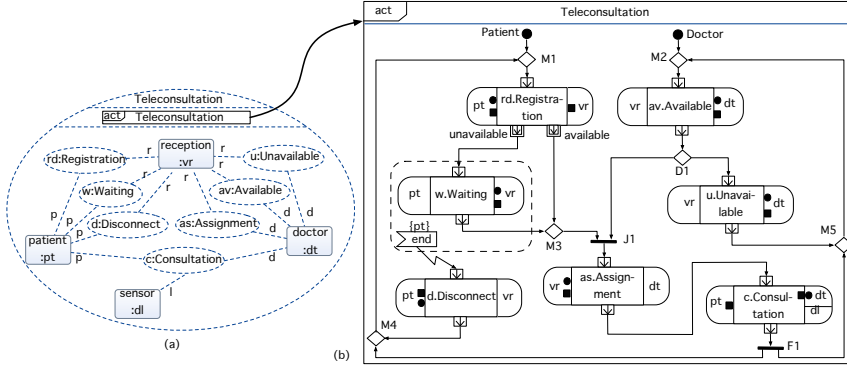 Teleconsultation
act
Teleconsultation
reception
:vr
rd:Registration
u:Unavailable
r
r
r
r
r
r
w:Waiting
av:Available
d:Disconnect
as:Assignment
p
p
p
p
d
d
d
d
patient
:pt
doctor
:dt
c:Consultation
sensor
:dl
l
(a)
(b)
act
Teleconsultation
Patient
Doctor
M1
M2
pt
rd.Registra-
tion
vr
vr
av.Available
dt
unavailable
available
D1
pt
w.Waiting
vr
vr
u.Unavai-
lable
dt
{pt}
end
M3
J1
M5
pt
d.Disconnect
vr
vr
as.Assign-
ment
dt
pt
c.Consul-
tation
dt
dl
M4
F1